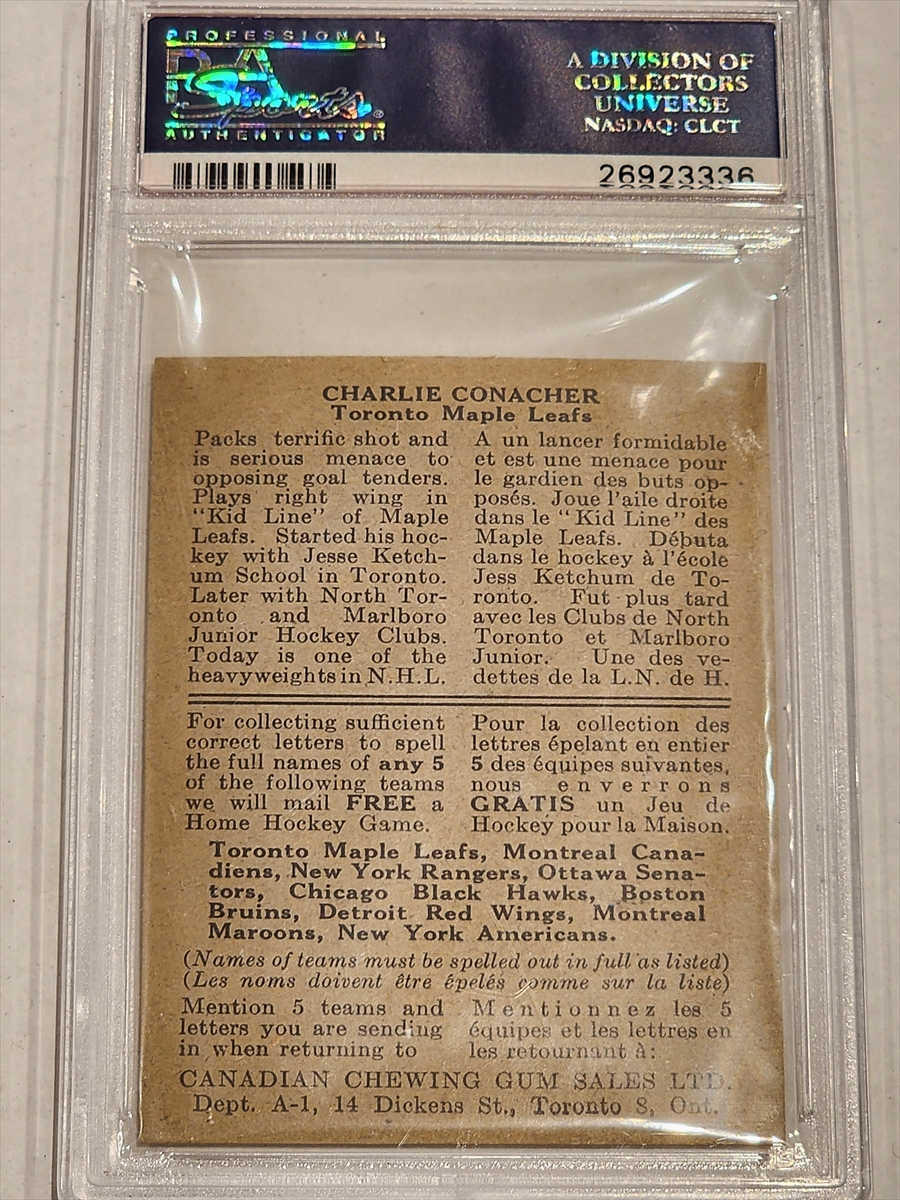 PROFESSIONAL
PSA
Sports®
AUTHENTICATOR
A DIVISION OF
COLLECTORS
UNIVERSE
NASDAQ: CLCT
26923336
CHARLIE CONACHER
Toronto Maple Leafs
Packs terrific shot and
is serious menace to
opposing goal tenders.
Plays right wing in
"Kid Line" of Maple
Leafs. Started his hoc-
key with Jesse Ketch-
um School in Toronto.
Later with North Tor-
onto and Marlboro
Junior Hockey Clubs.
Today is one of the
heavyweights in N.H.L.
A un lancer formidable
et est une menace pour
le gardien des buts op-
posés. Joue l'aile droite
dans le "Kid Line" des
Maple Leafs. Débuta
dans le hockey à l'école
Jess Ketchum de To-
ronto. Fut plus tard
avec les Clubs de North
Toronto et Marlboro
Junior. Une des ve-
dettes de la L.N. de H.
For collecting sufficient
correct letters to spell
the full names of any 5
of the following teams
we will mail FREE a
Home Hockey Game.
Pour la collection des
lettres épelant en entier
5 des équipes suivantes,
nous enverrons
GRATIS un Jeu de
Hockey pour la Maison.
Toronto Maple Leafs, Montreal Cana-
diens, New York Rangers, Ottawa Sena-
tors, Chicago Black Hawks, Boston
Bruins, Detroit Red Wings, Montreal
Maroons, New York Americans.
(Names of teams must be spelled out in full as listed)
(Les noms doivent être épelés comme sur la liste)
Mention 5 teams and
letters you are sending
in when returning to
Mentionnez les 5
équipes et les lettres en
les retournant à:
CANADIAN CHEWING GUM SALES LTD.
Dept. A-1, 14 Dickens St., Toronto 8, Ont.